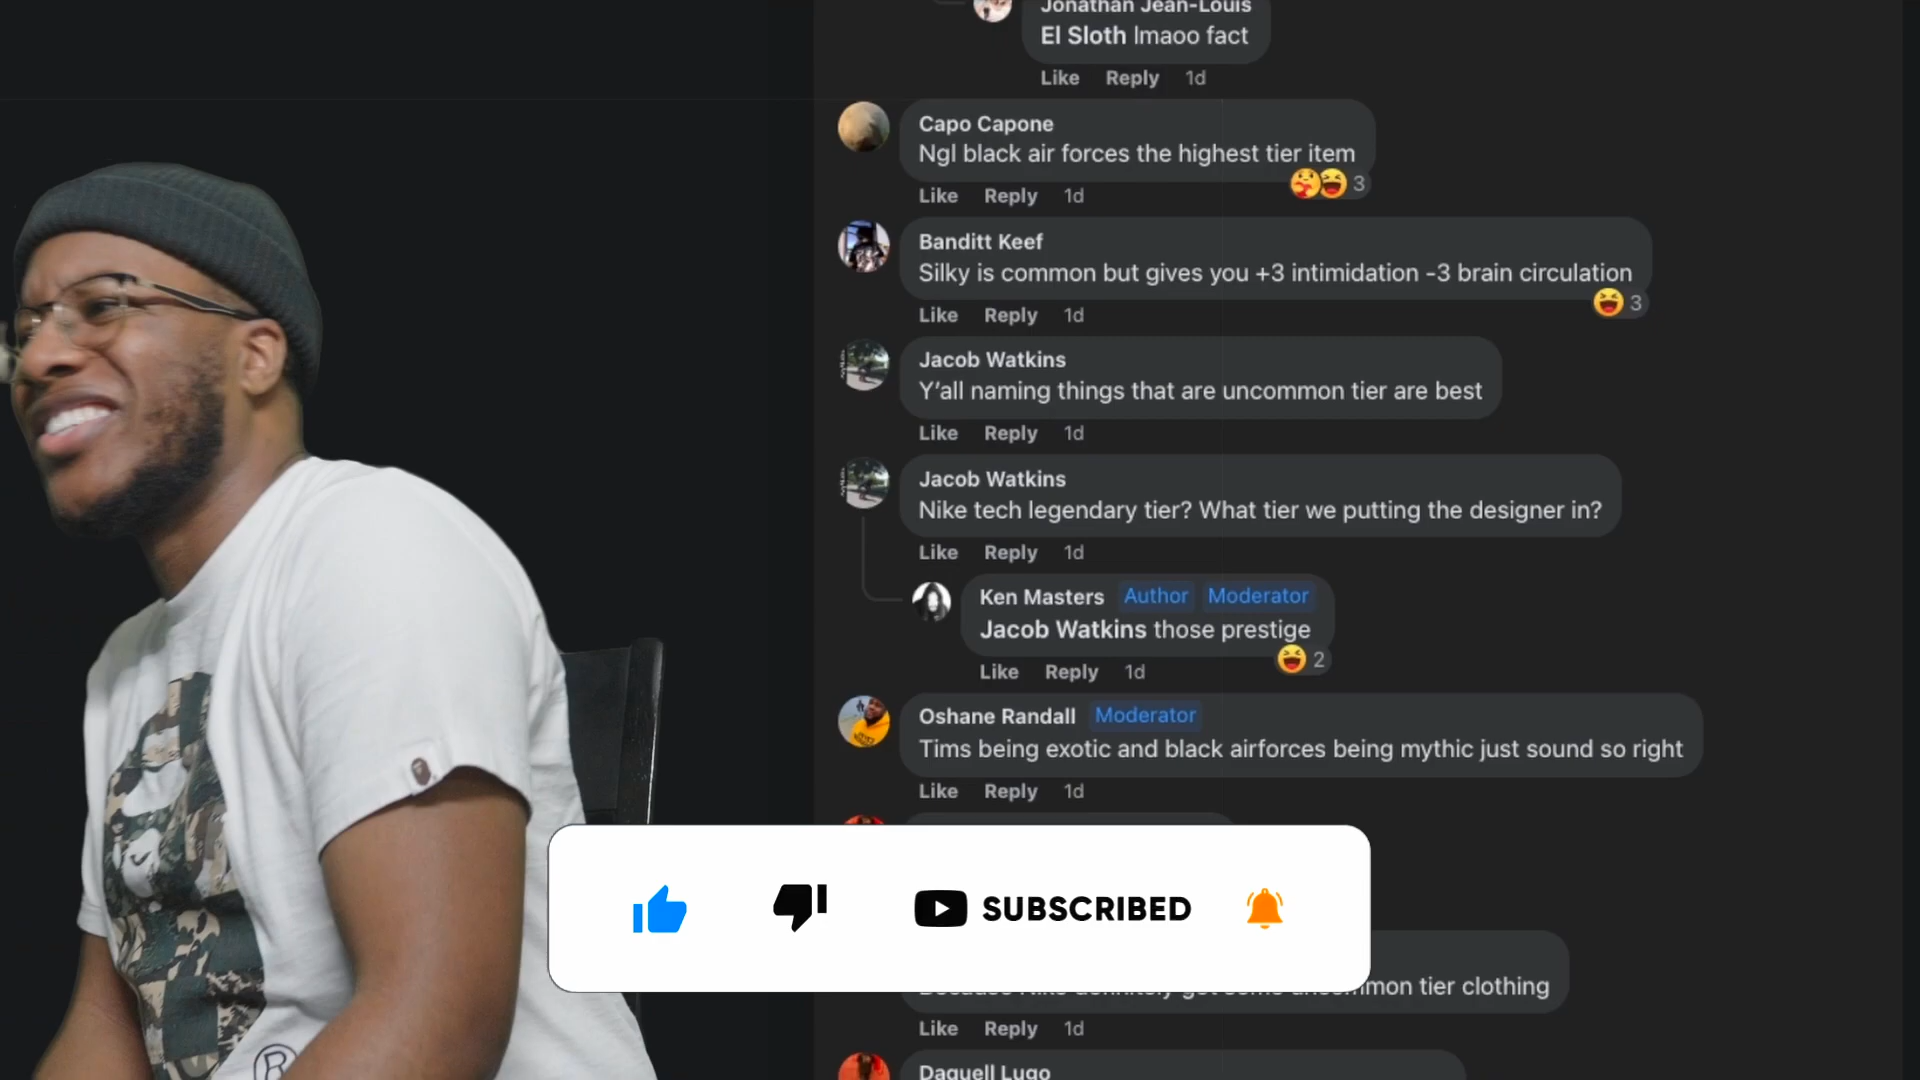 Jonathan Jean-Louis
El Sloth lmaoo fact
Like Reply 1d
Capo Capone
Ngl black air forces the highest tier item
3
Like Reply 1d
Banditt Keef
Silky is common but gives you +3 intimidation -3 brain circulation
3
Like Reply 1d
Jacob Watkins
Y'all naming things that are uncommon tier are best
Like Reply 1d
Jacob Watkins
Nike tech legendary tier? What tier we putting the designer in?
Like Reply 1d
Ken Masters Author Moderator
Jacob Watkins those prestige
2
Like Reply 1d
Oshane Randall Moderator
Tims being exotic and black airforces being mythic just sound so right
Like Reply 1d
SUBSCRIBED
Because Nike definitely got some uncommon tier clothing
Like Reply 1d
Daquell Lugo
R